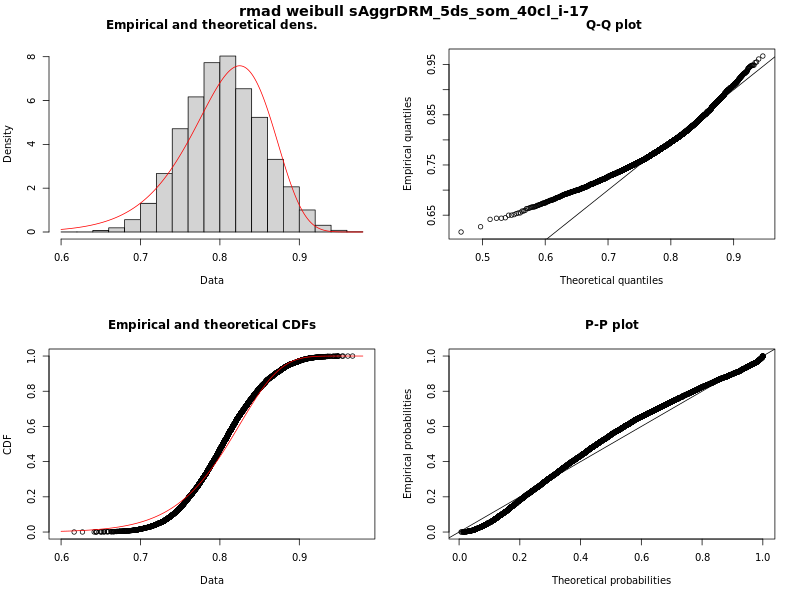 rmad weibull sAggrDRM_5ds_som_40cl_i-17
Empirical and theoretical dens.
Density
0 2 4 6 8
0.6 0.7 0.8 0.9
Data
Q-Q plot
Empirical quantiles
0.65 0.75 0.85 0.95
0.5 0.6 0.7 0.8 0.9
Theoretical quantiles
Empirical and theoretical CDFs
CDF
0.0 0.2 0.4 0.6 0.8 1.0
0.6 0.7 0.8 0.9
Data
P-P plot
Empirical probabilities
0.0 0.2 0.4 0.6 0.8 1.0
0.0 0.2 0.4 0.6 0.8 1.0
Theoretical probabilities